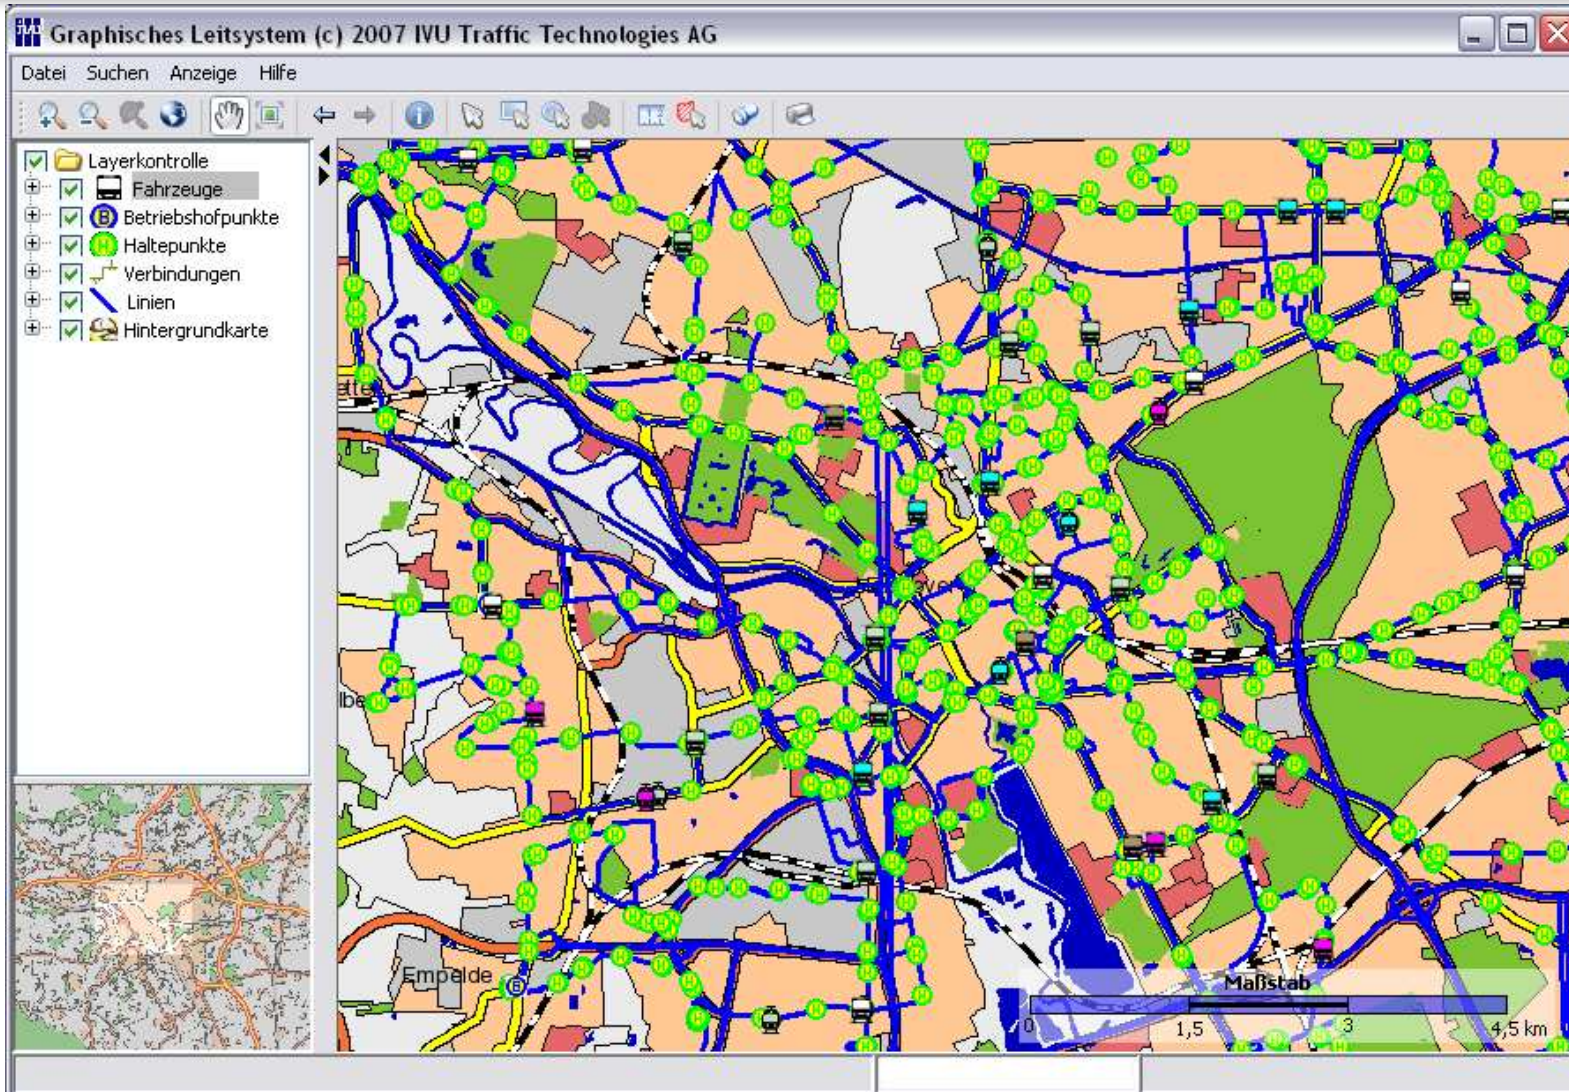 Graphisches Leitsystem (c) 2007 IVU Traffic Technologies AG
Datei Suchen Anzeige Hilfe
Layerkontrolle
Fahrzeuge
Betriebshofpunkte
Haltepunkte
Verbindungen
Linien
Hintergrundkarte
Empelde
Maßstab
0 1,5 3 4,5 km